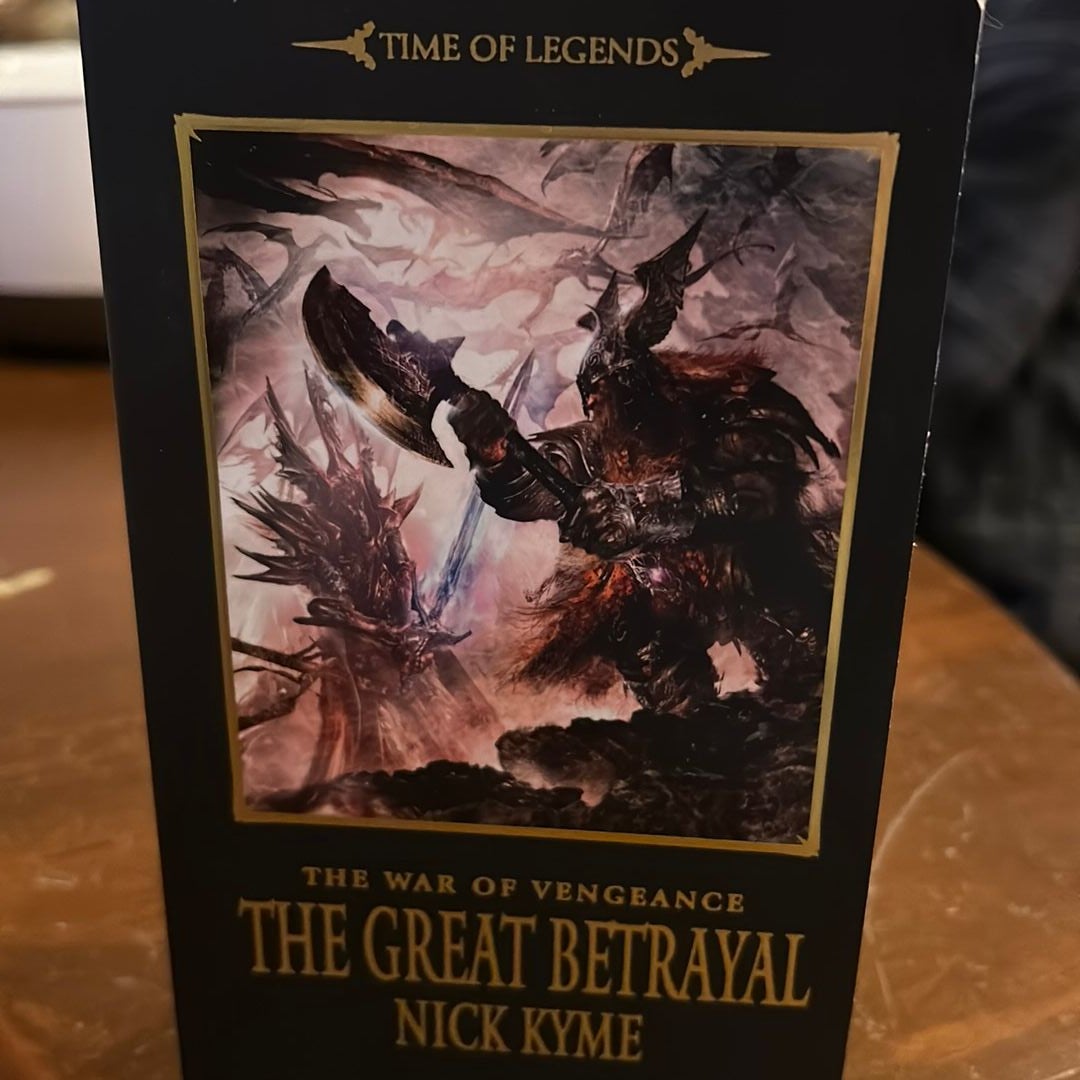 TIME OF LEGENDS
THE WAR OF VENGEANCE
THE GREAT BETRAYAL
NICK KYME